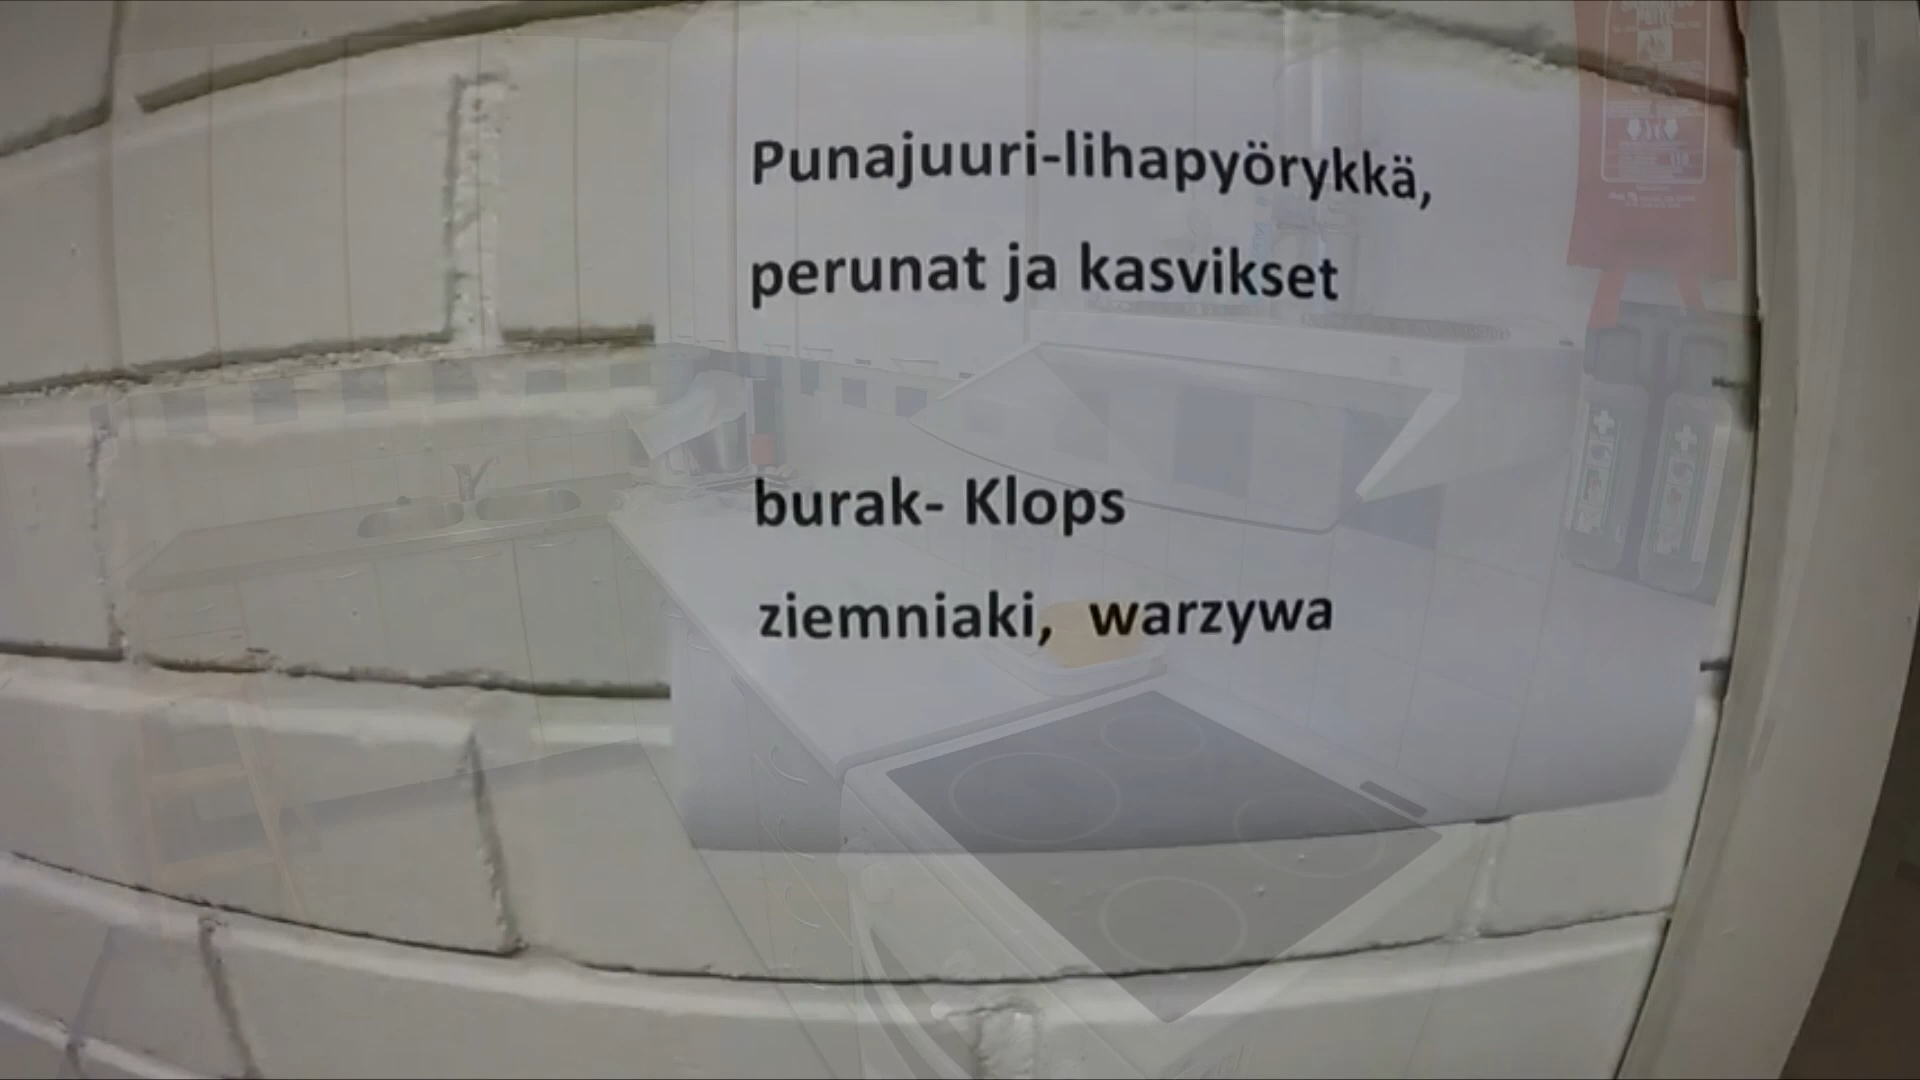 Punajuuri-lihapyörykkä,
perunat ja kasvikset
burak- Klops
ziemniaki, warzywa